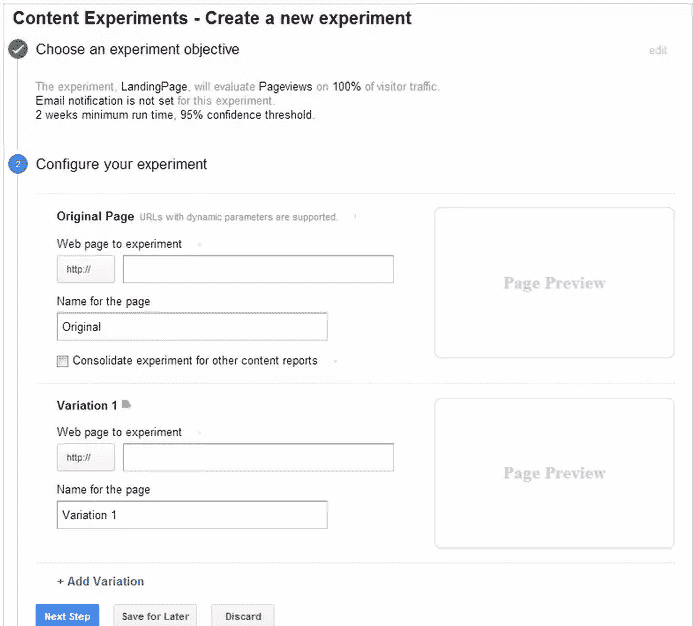 Content Experiments - Create a new experiment
Choose an experiment objective
edit
The experiment, LandingPage, will evaluate Pageviews on 100% of visitor traffic.
Email notification is not set for this experiment.
2 weeks minimum run time, 95% confidence threshold.
2
Configure your experiment
Original Page URLs with dynamic parameters are supported.
Web page to experiment
http://
Page Preview
Name for the page
Original
Consolidate experiment for other content reports
Variation 1
Web page to experiment
http://
Page Preview
Name for the page
Variation 1
+ Add Variation
Next Step Save for Later Discard